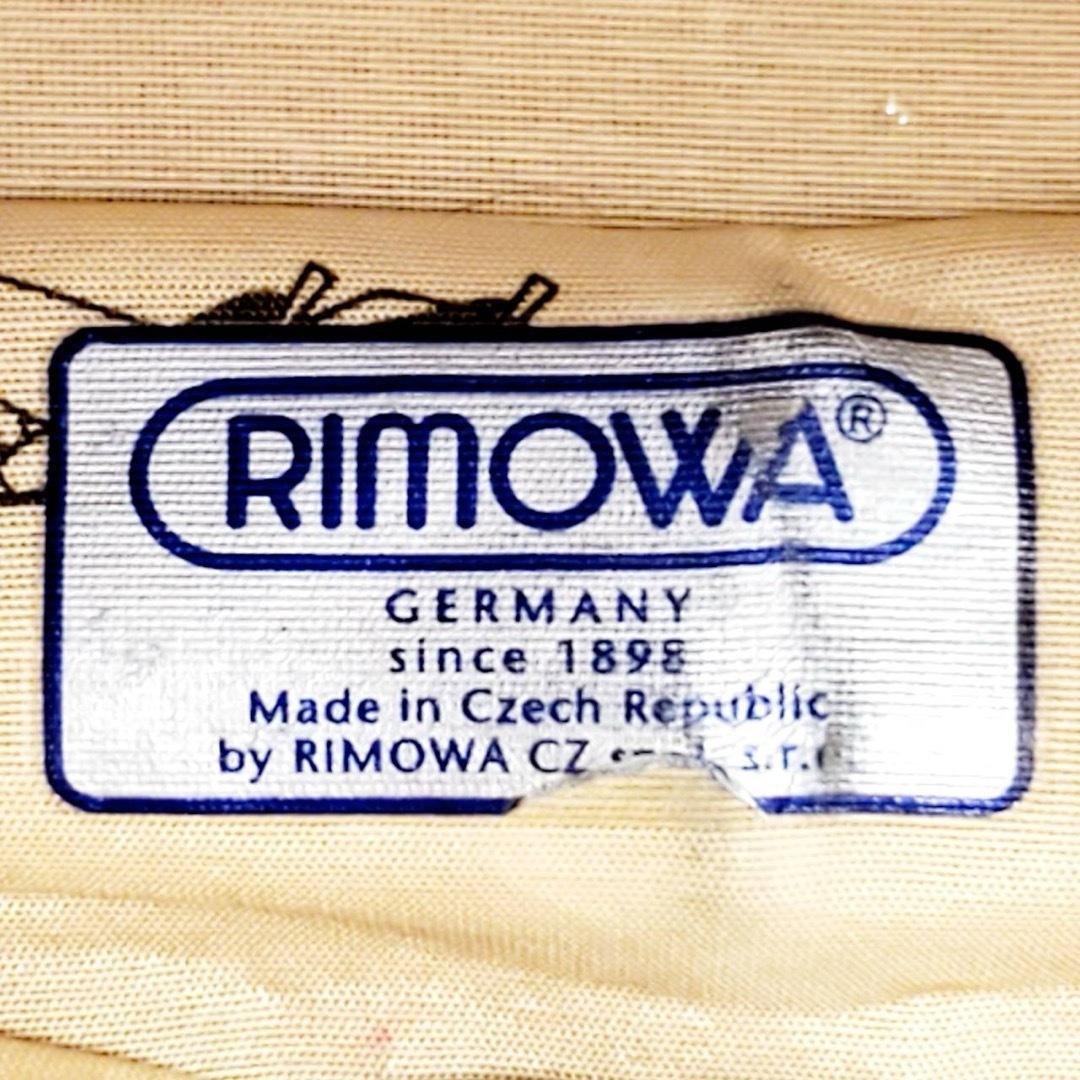 RIMOWA®
GERMANY
since 1898
Made in Czech Republic
by RIMOWA CZ